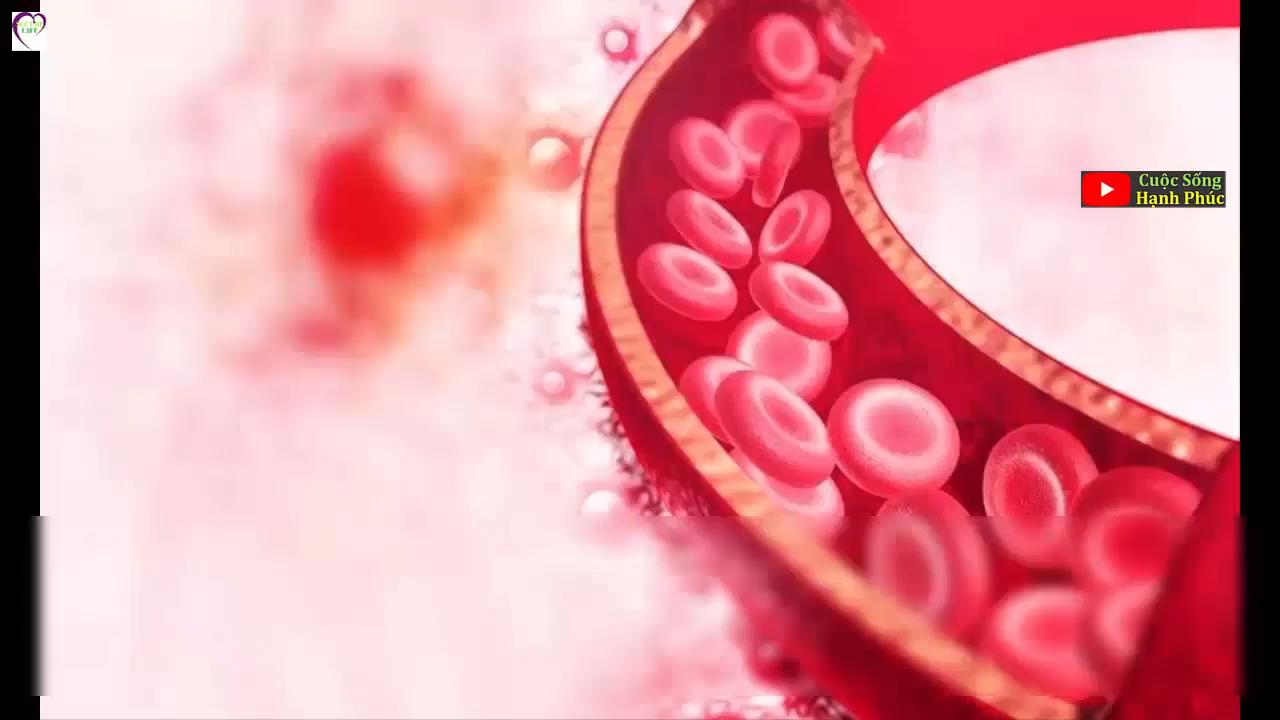 Cuộc Sống
Hạnh Phúc